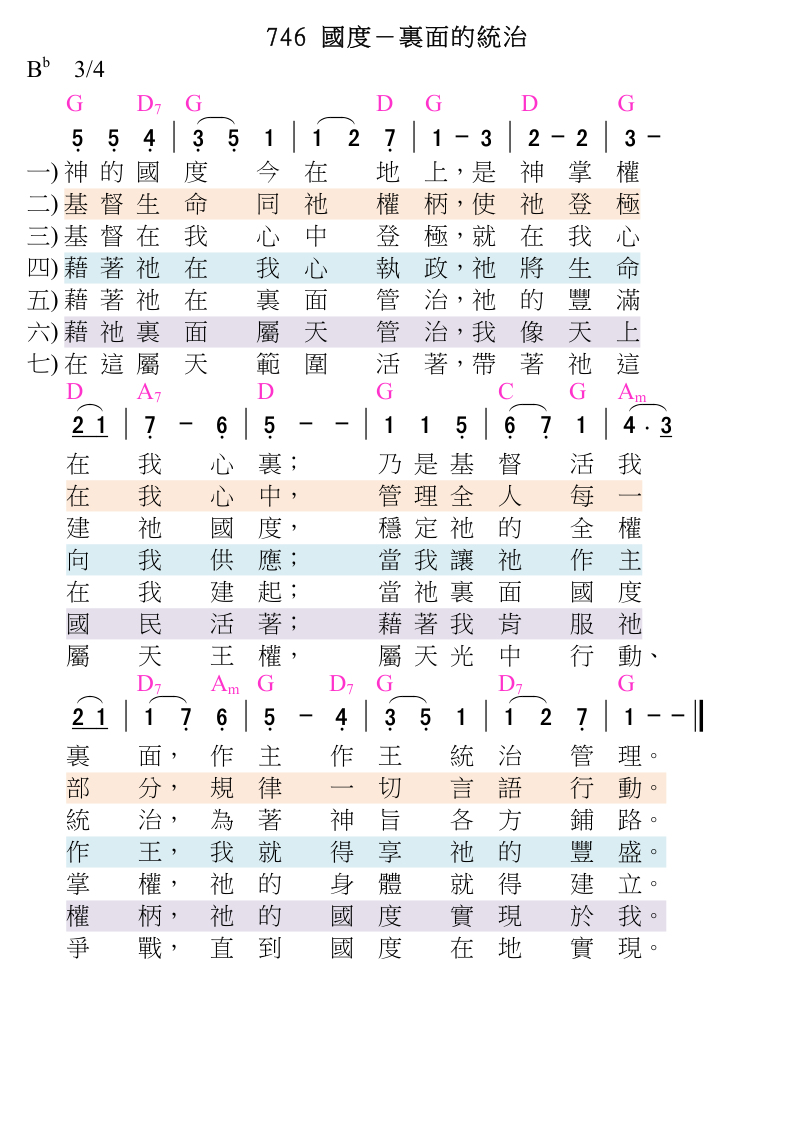 746 國度－裏面的統治
B♭ 3/4
G D7 G D G D G
5̣ 5̣ 4̣ | 3̣ 5̣ 1 | 1 2 7̣ | 1 － 3 | 2 － 2 | 3 －
一) 神的國度今在地上，是神掌權
二) 基督生命同祂權柄，使祂登極
三) 基督在我心中登極，就在我心
四) 藉著祂在我心執政，祂將生命
五) 藉著祂在裏面管治，祂的豐滿
六) 藉祂裏面屬天管治，我像天上
七) 在這屬天範圍活著，帶著祂這
D A7 D G C G Am
2 1 | 7̣ － 6̣ | 5̣ － － | 1 1 5̣ | 6̣ 7̣ 1 | 4 . 3
在我心裏； 乃是基督活我
在我心中， 管理全人每一
建祂國度， 穩定祂的全權
向我供應； 當我讓祂作主
在我建起； 當祂裏面國度
國民活著； 藉著我肯服祂
屬天王權， 屬天光中行動、
D7 Am G D7 G D7 G
2 1 | 1 7̣ 6̣ | 5̣ － 4̣ | 3̣ 5̣ 1 | 1 2 7̣ | 1 － － ‖
裏面，作主作王統治管理。
部分，規律一切言語行動。
統治，為著神旨各方鋪路。
作王，我就得享祂的豐盛。
掌權，祂的身體就得建立。
權柄，祂的國度實現於我。
爭戰，直到國度在地實現。